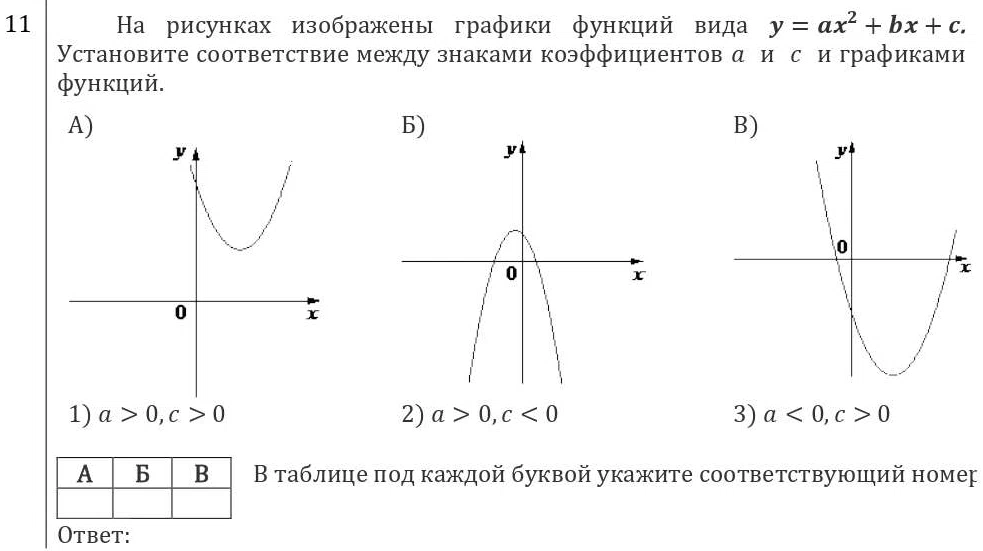 11 На рисунках изображены графики функций вида y = ax² + bx + c.
Установите соответствие между знаками коэффициентов a и c и графиками
функций.
А) Б) В)
y y y
0 x 0 x 0 x
1) a > 0, c > 0 2) a > 0, c < 0 3) a < 0, c > 0
А Б В В таблице под каждой буквой укажите соответствующий номер
Ответ: